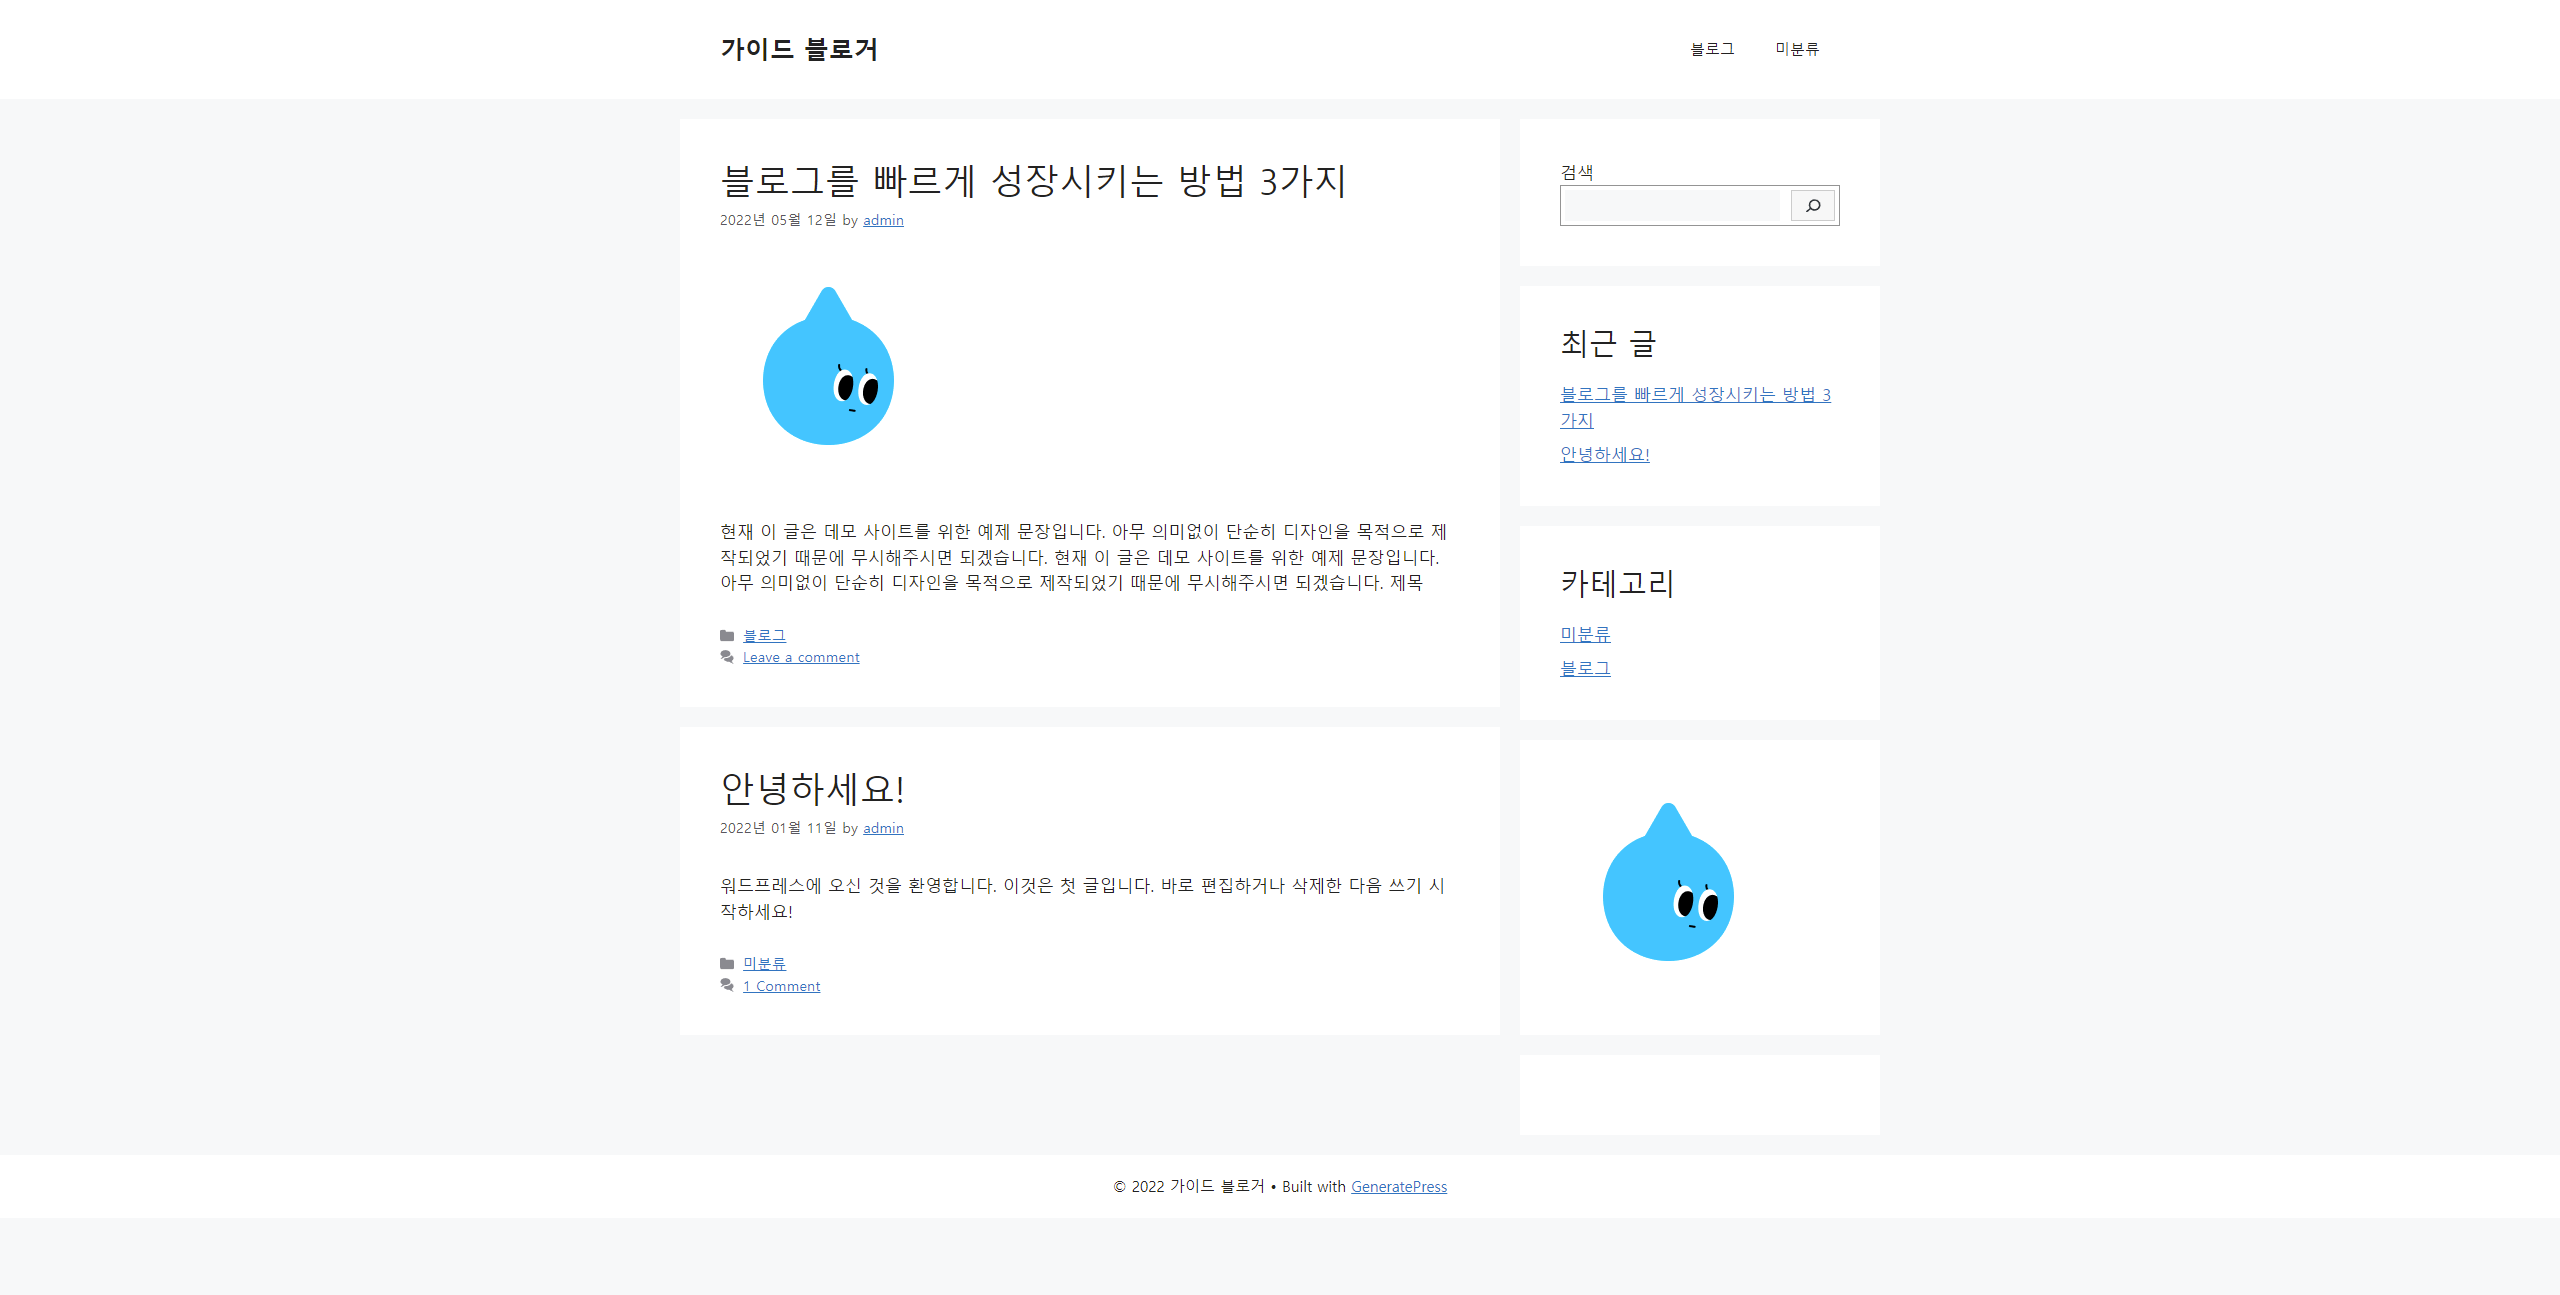 가이드 블로거
블로그 미분류
블로그를 빠르게 성장시키는 방법 3가지
2022년 05월 12일 by admin
현재 이 글은 데모 사이트를 위한 예제 문장입니다. 아무 의미없이 단순히 디자인을 목적으로 제
작되었기 때문에 무시해주시면 되겠습니다. 현재 이 글은 데모 사이트를 위한 예제 문장입니다.
아무 의미없이 단순히 디자인을 목적으로 제작되었기 때문에 무시해주시면 되겠습니다. 제목
블로그
Leave a comment
안녕하세요!
2022년 01월 11일 by admin
워드프레스에 오신 것을 환영합니다. 이것은 첫 글입니다. 바로 편집하거나 삭제한 다음 쓰기 시
작하세요!
미분류
1 Comment
검색
최근 글
블로그를 빠르게 성장시키는 방법 3
가지
안녕하세요!
카테고리
미분류
블로그
© 2022 가이드 블로거 • Built with GeneratePress